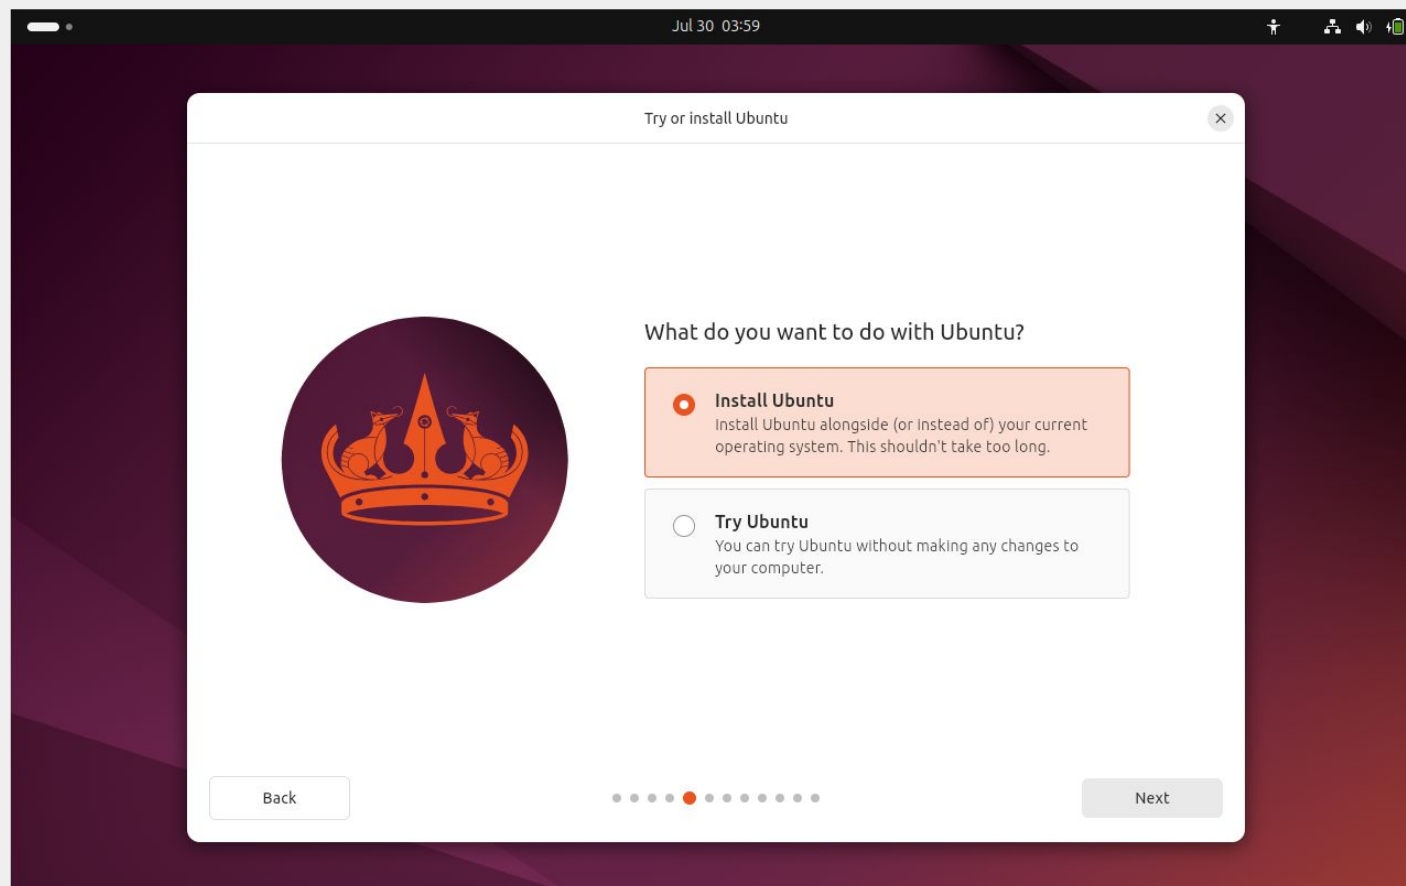 Jul 30 03:59
Try or install Ubuntu
What do you want to do with Ubuntu?
Install Ubuntu
Install Ubuntu alongside (or instead of) your current
operating system. This shouldn't take too long.
Try Ubuntu
You can try Ubuntu without making any changes to
your computer.
Back
Next